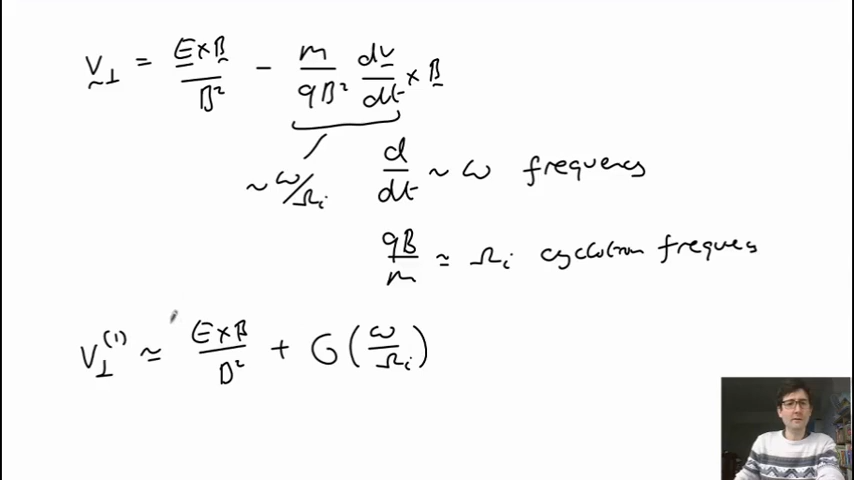 v⊥ = E×B/B² − m/qB² dv/dt × B
~ ω/Ωi d/dt ~ ω frequency
qB/m ≃ Ωi cyclotron frequency
V⊥⁽¹⁾ ≃ E×B/B² + O(ω/Ωi)